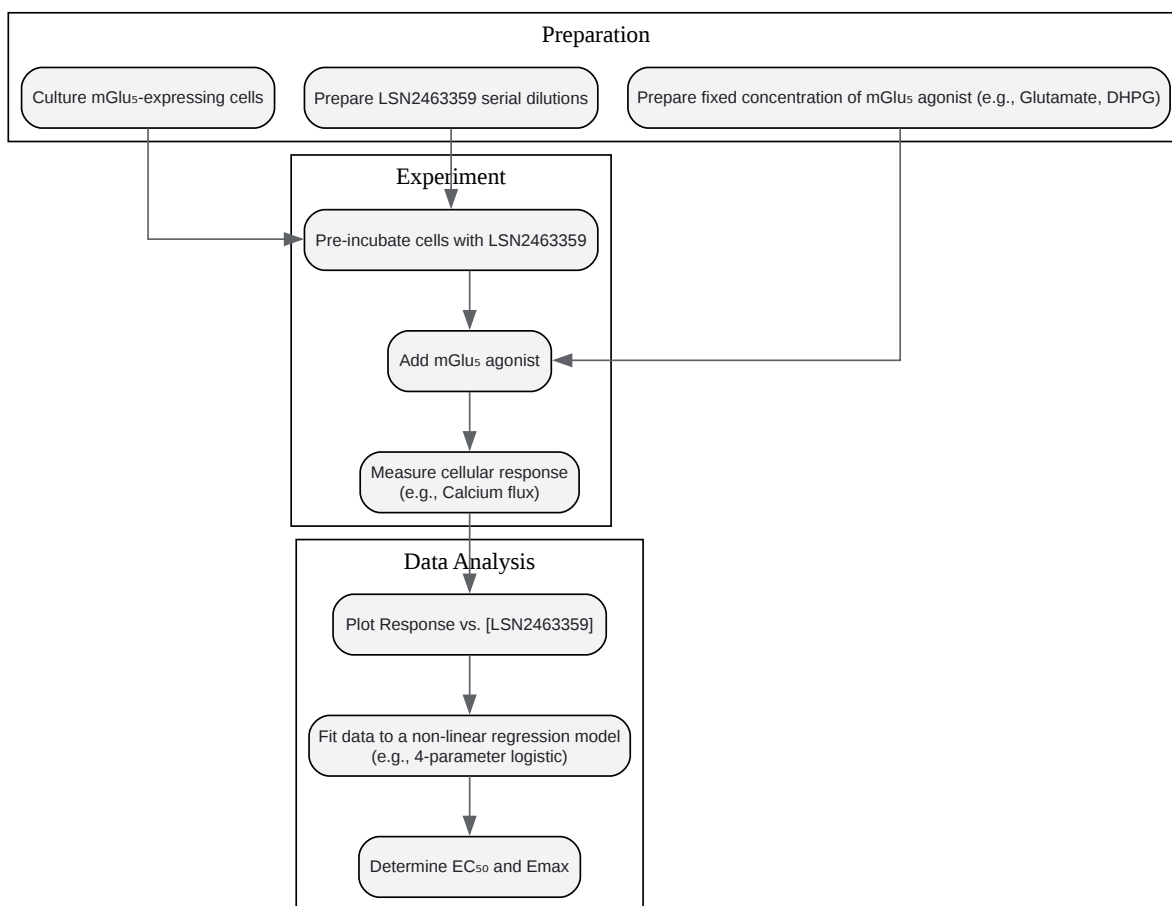 Preparation
Culture mGlu₅-expressing cells
Prepare LSN2463359 serial dilutions
Prepare fixed concentration of mGlu₅ agonist (e.g., Glutamate, DHPG)
Experiment
Pre-incubate cells with LSN2463359
Add mGlu₅ agonist
Measure cellular response
(e.g., Calcium flux)
Data Analysis
Plot Response vs. [LSN2463359]
Fit data to a non-linear regression model
(e.g., 4-parameter logistic)
Determine EC₅₀ and Emax